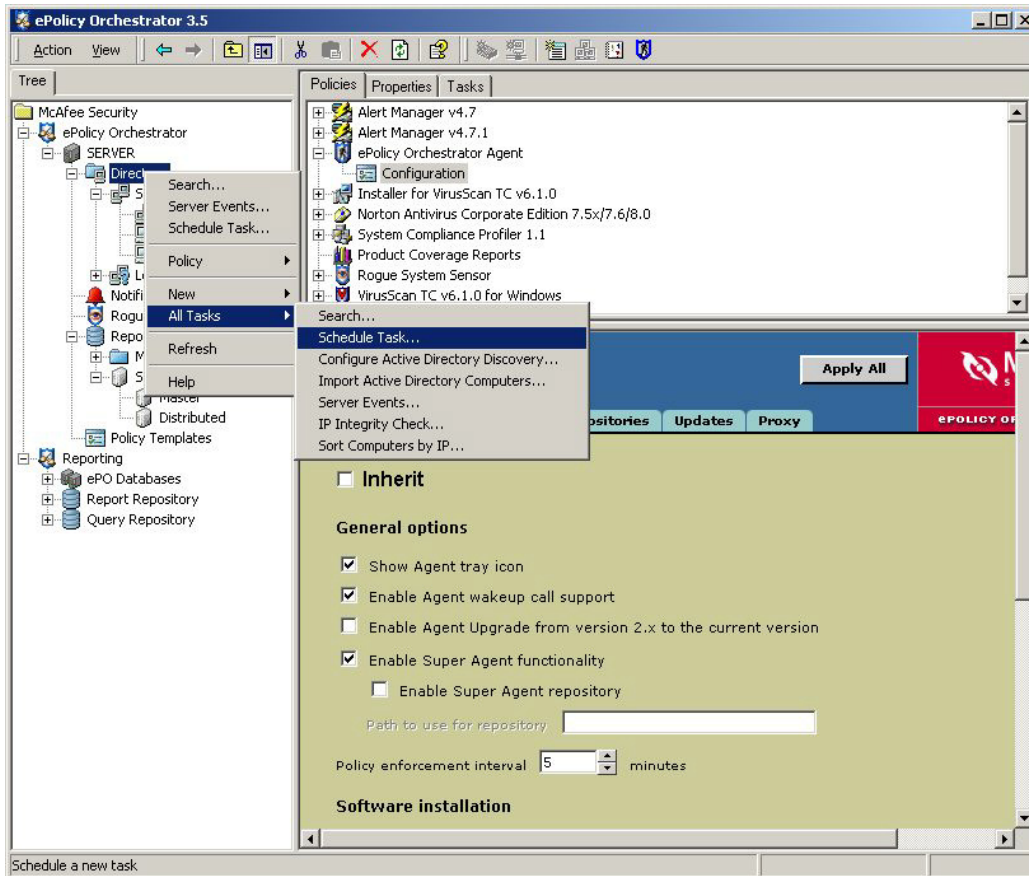 ePolicy Orchestrator 3.5
Action View
Tree
McAfee Security
ePolicy Orchestrator
SERVER
Direct
S
L
Notifi
Rogu
Repo
M
S
Master
Distributed
Policy Templates
Reporting
ePO Databases
Report Repository
Query Repository
Search...
Server Events...
Schedule Task...
Policy
New
All Tasks
Refresh
Help
Policies Properties Tasks
Alert Manager v4.7
Alert Manager v4.7.1
ePolicy Orchestrator Agent
Configuration
Installer for VirusScan TC v6.1.0
Norton Antivirus Corporate Edition 7.5x/7.6/8.0
System Compliance Profiler 1.1
Product Coverage Reports
Rogue System Sensor
VirusScan TC v6.1.0 for Windows
Search...
Schedule Task...
Configure Active Directory Discovery...
Import Active Directory Computers...
Server Events...
IP Integrity Check...
Sort Computers by IP...
Apply All
ositories Updates Proxy
EPOLICY OR
Inherit
General options
Show Agent tray icon
Enable Agent wakeup call support
Enable Agent Upgrade from version 2.x to the current version
Enable Super Agent functionality
Enable Super Agent repository
Path to use for repository
Policy enforcement interval 5 minutes
Software installation
Schedule a new task